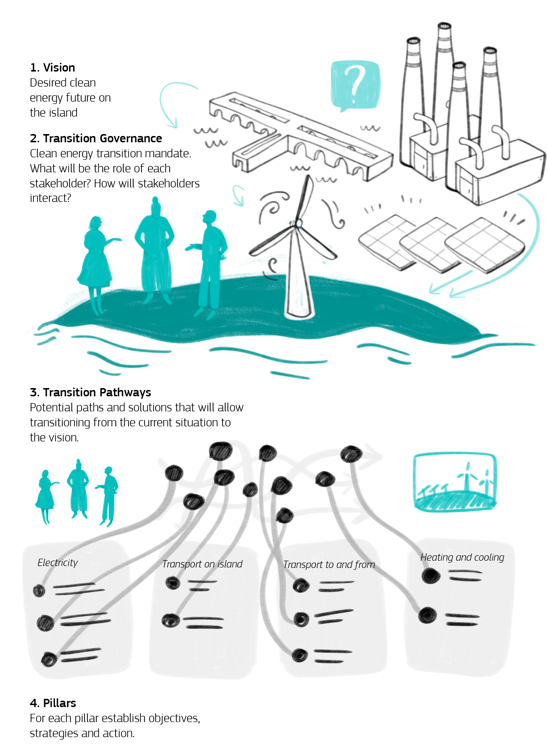 1. Vision
Desired clean
energy future on
the island
?
2. Transition Governance
Clean energy transition mandate.
What will be the role of each
stakeholder? How will stakeholders
interact?
3. Transition Pathways
Potential paths and solutions that will allow
transitioning from the current situation to
the vision.
Electricity
Transport on island
Transport to and from
Heating and cooling
4. Pillars
For each pillar establish objectives,
strategies and action.